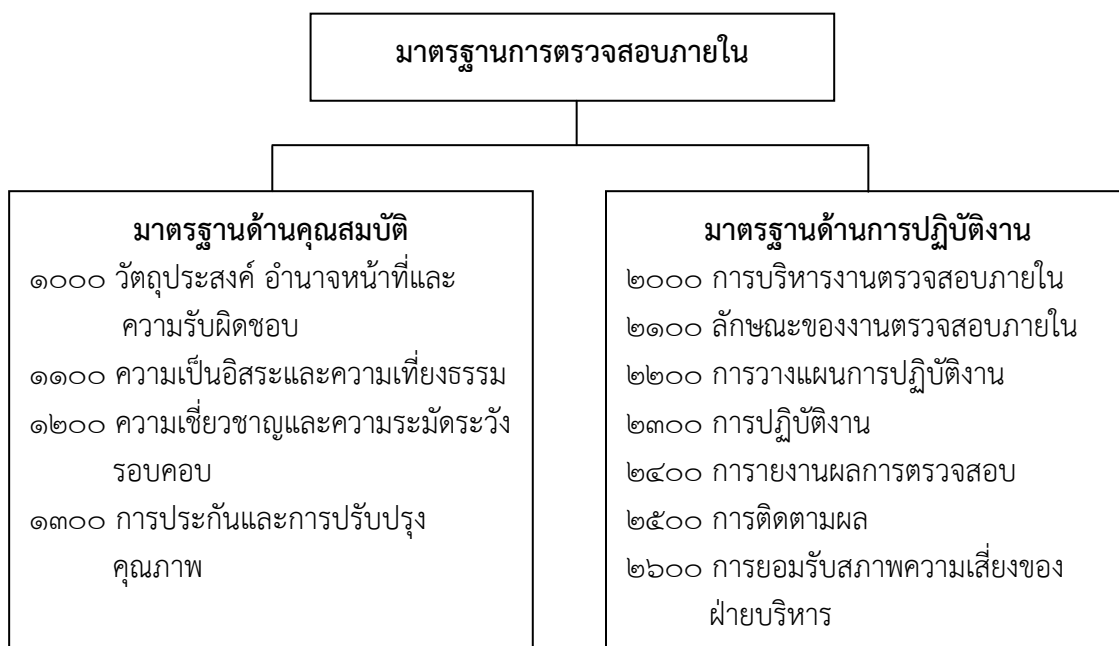 มาตรฐานการตรวจสอบภายใน
มาตรฐานด้านคุณสมบัติ
๑๐๐๐ วัตถุประสงค์ อำนาจหน้าที่และ
ความรับผิดชอบ
๑๑๐๐ ความเป็นอิสระและความเที่ยงธรรม
๑๒๐๐ ความเชี่ยวชาญและความระมัดระวัง
รอบคอบ
๑๓๐๐ การประกันและการปรับปรุง
คุณภาพ
มาตรฐานด้านการปฏิบัติงาน
๒๐๐๐ การบริหารงานตรวจสอบภายใน
๒๑๐๐ ลักษณะของงานตรวจสอบภายใน
๒๒๐๐ การวางแผนการปฏิบัติงาน
๒๓๐๐ การปฏิบัติงาน
๒๔๐๐ การายงานผลการตรวจสอบ
๒๕๐๐ การติดตามผล
๒๖๐๐ การยอมรับสภาพความเสี่ยงของ
ฝ่ายบริหาร